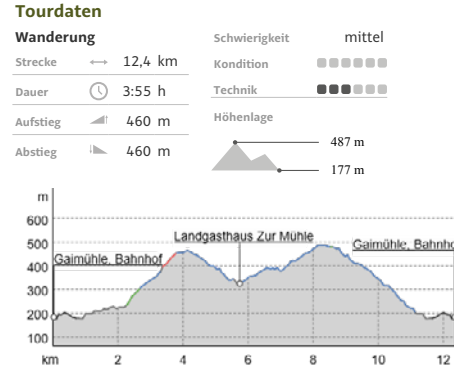 Tourdaten
Wanderung
Strecke 12,4 km
Dauer 3:55 h
Aufstieg 460 m
Abstieg 460 m
Schwierigkeit mittel
Kondition
Technik
Höhenlage
487 m
177 m
m
600
500
400
300
200
100
Gaimühle, Bahnhof
Landgasthaus Zur Mühle
Gaimühle, Bahnho
km 2 4 6 8 10 12